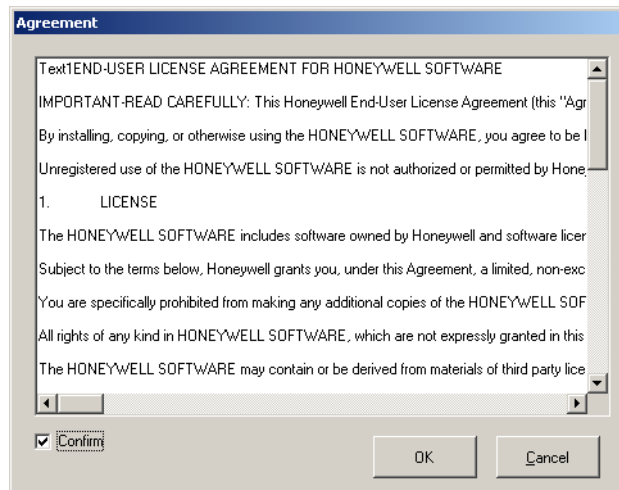 Agreement
Text1END-USER LICENSE AGREEMENT FOR HONEYWELL SOFTWARE
IMPORTANT-READ CAREFULLY: This Honeywell End-User License Agreement (this "Agr
By installing, copying, or otherwise using the HONEYWELL SOFTWARE, you agree to be
Unregistered use of the HONEYWELL SOFTWARE is not authorized or permitted by Hone
1. LICENSE
The HONEYWELL SOFTWARE includes software owned by Honeywell and software licen
Subject to the terms below, Honeywell grants you, under this Agreement, a limited, non-exc
You are specifically prohibited from making any additional copies of the HONEYWELL SOF
All rights of any kind in HONEYWELL SOFTWARE, which are not expressly granted in this
The HONEYWELL SOFTWARE may contain or be derived from materials of third party lice
Confirm
OK
Cancel